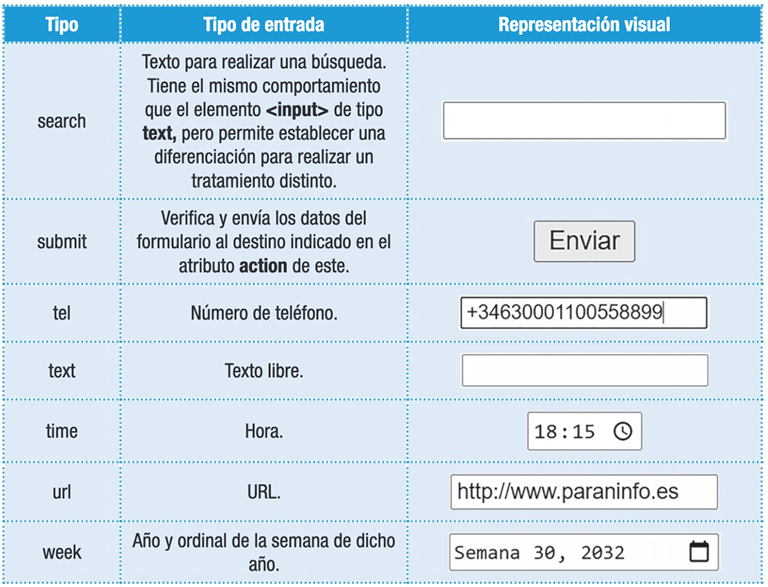 Tipo Tipo de entrada Representación visual
search
Texto para realizar una búsqueda.
Tiene el mismo comportamiento
que el elemento <input> de tipo
text, pero permite establecer una
diferenciación para realizar un
tratamiento distinto.
submit
Verifica y envía los datos del
formulario al destino indicado en el
atributo action de este.
Enviar
tel Número de teléfono. +34630001100558899
text Texto libre.
time Hora. 18:15
url URL. http://www.paraninfo.es
week
Año y ordinal de la semana de dicho
año.
Semana 30, 2032